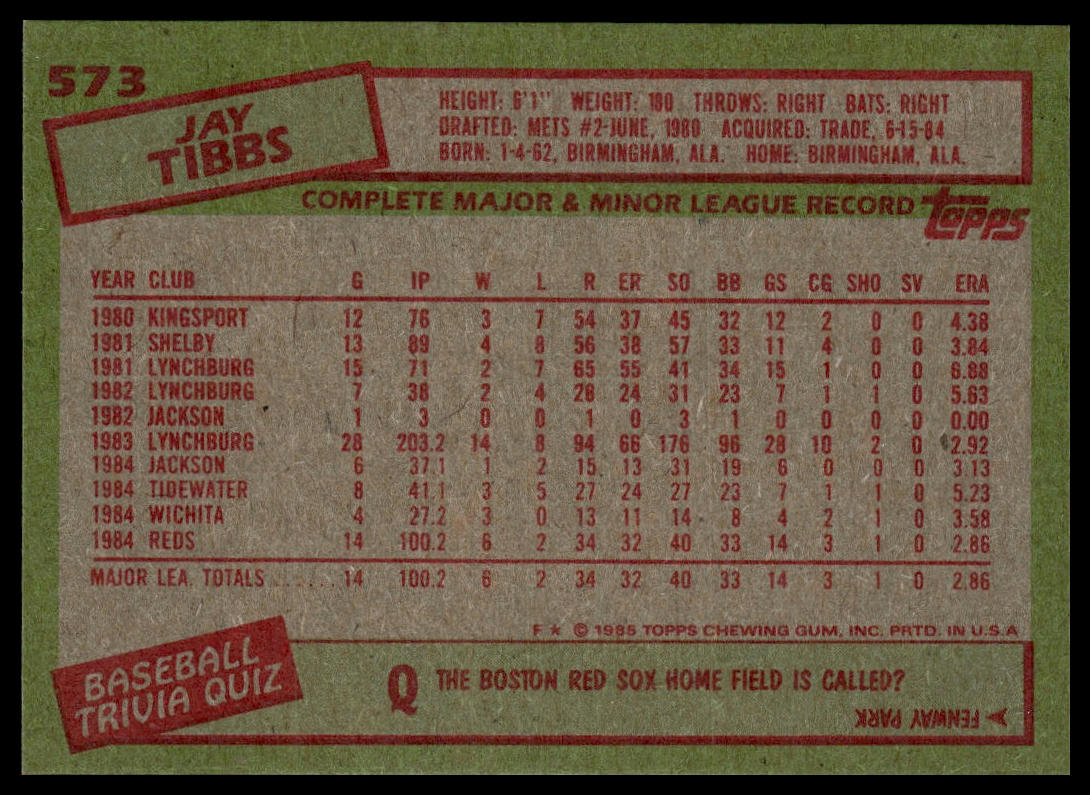 573
JAY
TIBBS
HEIGHT: 6'1" WEIGHT: 180 THROWS: RIGHT BATS: RIGHT
DRAFTED: METS #2-JUNE, 1980 ACQUIRED: TRADE, 6-15-84
BORN: 1-4-62, BIRMINGHAM, ALA. HOME: BIRMINGHAM, ALA.
COMPLETE MAJOR & MINOR LEAGUE RECORD topps
YEAR CLUB G IP W L R ER SO BB GS CG SHO SV ERA
1980 KINGSPORT 12 76 3 7 54 37 45 32 12 2 0 0 4.38
1981 SHELBY 13 89 4 8 56 38 57 33 11 4 0 0 3.84
1981 LYNCHBURG 15 71 2 7 65 55 41 34 15 1 0 0 6.88
1982 LYNCHBURG 7 38 2 4 26 24 31 23 7 1 1 0 5.63
1982 JACKSON 1 3 0 0 1 0 3 1 0 0 0 0 0.00
1983 LYNCHBURG 28 203.2 14 8 94 66 176 96 28 10 2 0 2.92
1984 JACKSON 6 37.1 1 2 15 13 31 19 6 0 0 0 3.13
1984 TIDEWATER 8 41.1 3 5 27 24 27 23 7 1 1 0 5.23
1984 WICHITA 4 27.2 3 0 13 11 14 8 4 2 1 0 3.58
1984 REDS 14 100.2 6 2 34 32 40 33 14 3 1 0 2.86
MAJOR LEA. TOTALS ........ 14 100.2 6 2 34 32 40 33 14 3 1 0 2.86
F ★ © 1985 TOPPS CHEWING GUM, INC. PRTD. IN U.S.A
BASEBALL
TRIVIA QUIZ
Q THE BOSTON RED SOX HOME FIELD IS CALLED?
FENWAY PARK